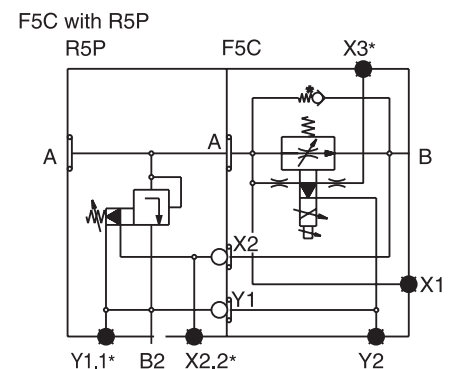 F5C with R5P
R5P
F5C
X3*
A
A
B
*
X2
X1
Y1
Y1,1*
B2
X2,2*
Y2